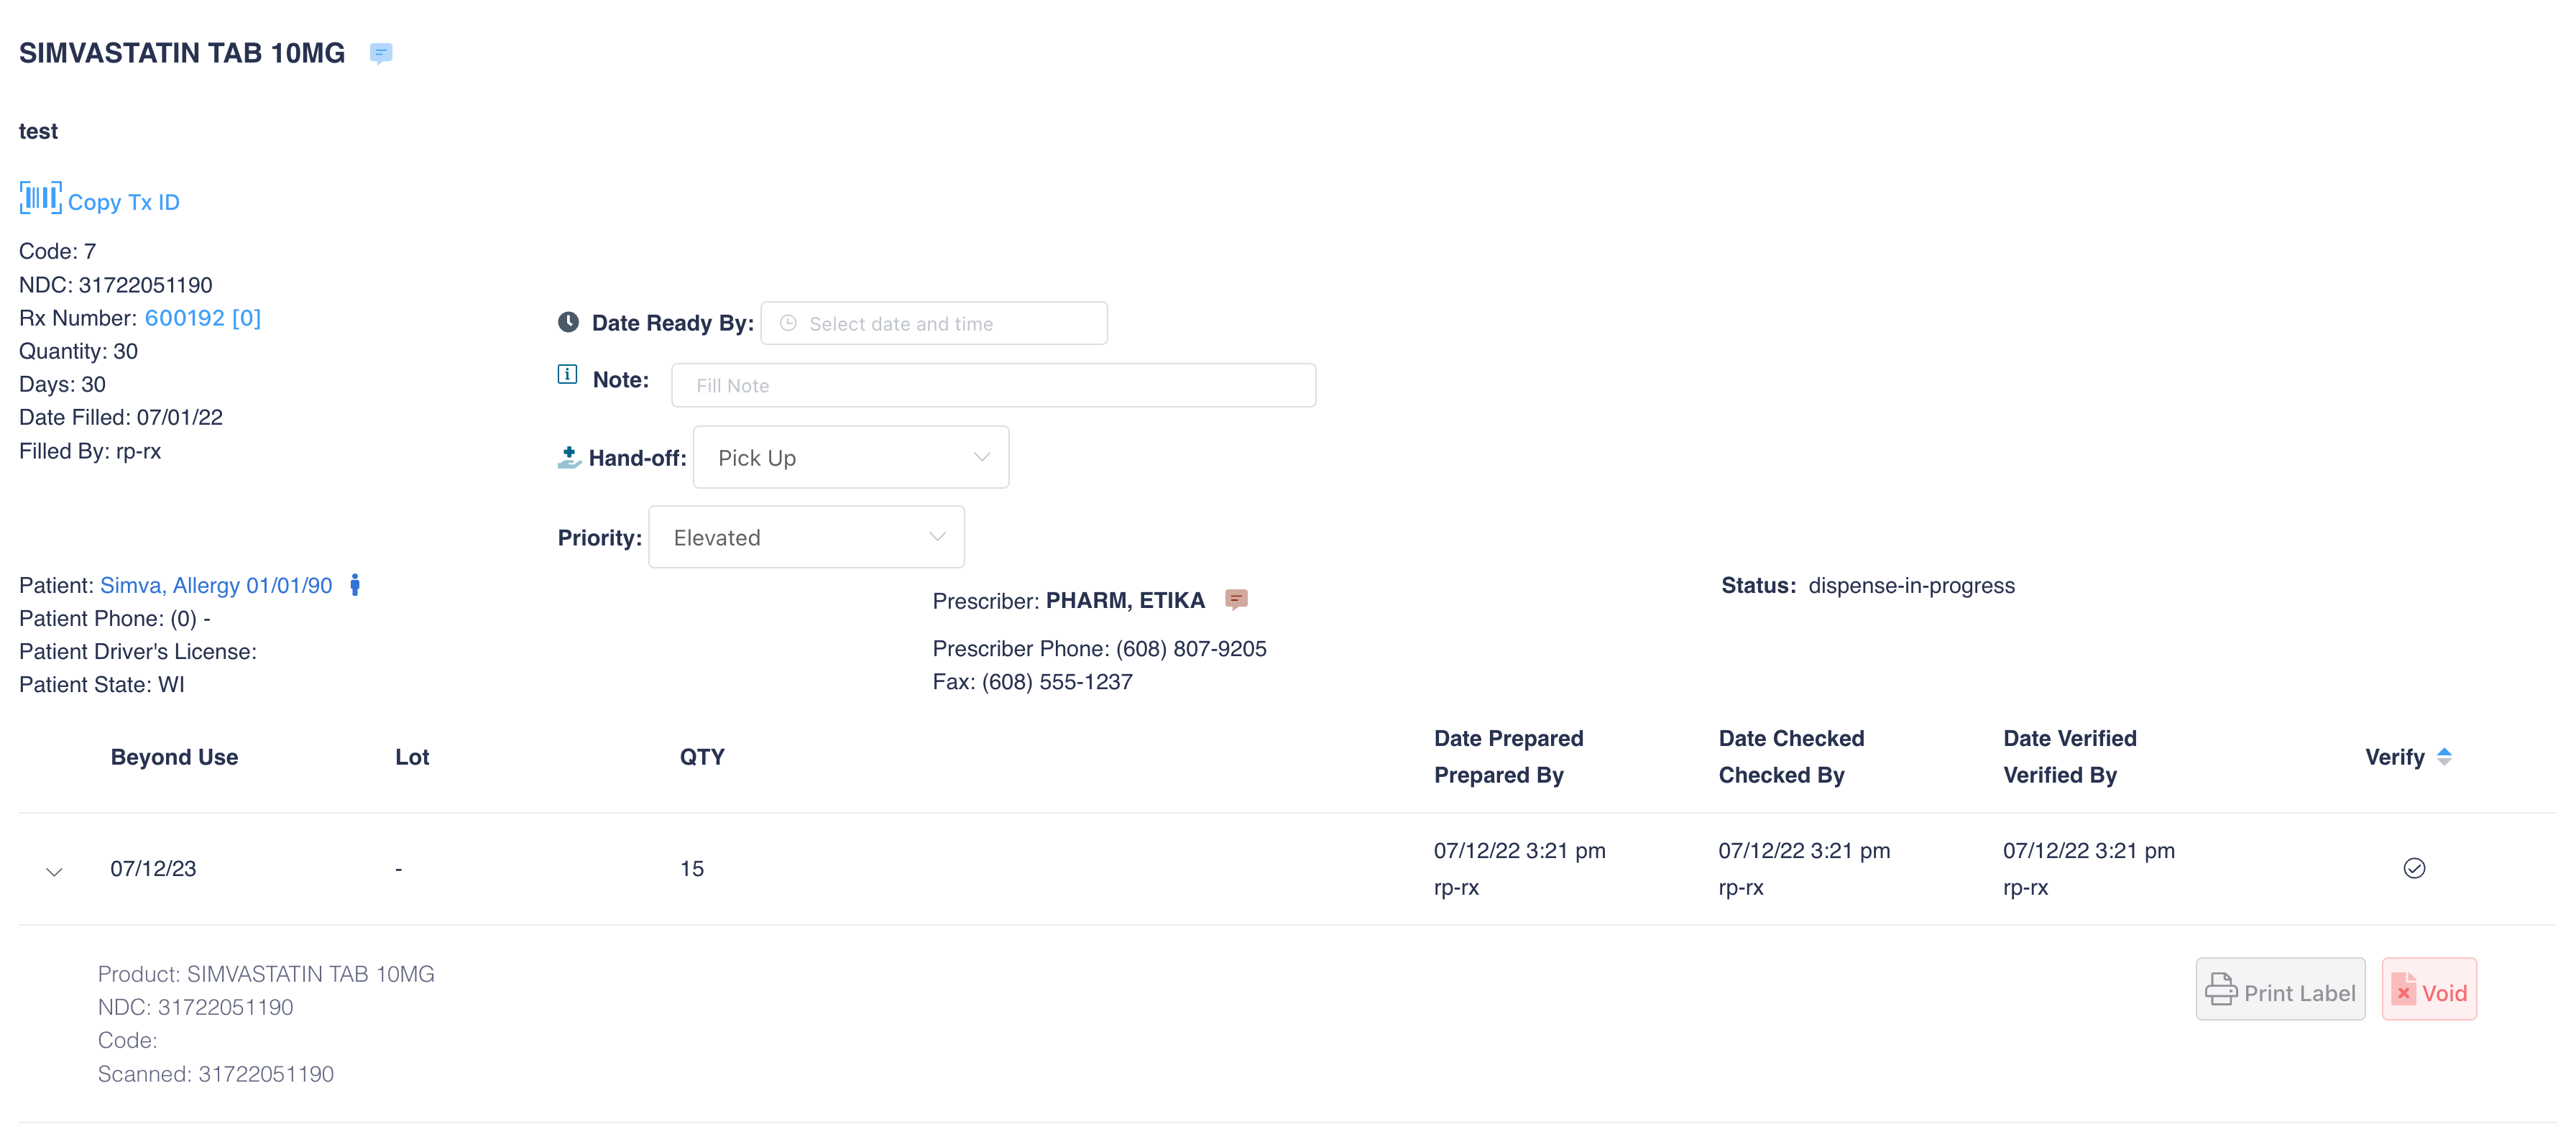 SIMVASTATIN TAB 10MG
test
Copy Tx ID
Code: 7
NDC: 31722051190
Rx Number: 600192 [0]
Quantity: 30
Days: 30
Date Filled: 07/01/22
Filled By: rp-rx
Date Ready By: Select date and time
Note: Fill Note
Hand-off: Pick Up
Priority: Elevated
Patient: Simva, Allergy 01/01/90
Patient Phone: (0) -
Patient Driver's License:
Patient State: WI
Prescriber: PHARM, ETIKA
Prescriber Phone: (608) 807-9205
Fax: (608) 555-1237
Status: dispense-in-progress
Beyond Use Lot QTY Date Prepared Date Checked Date Verified Verify
Prepared By Checked By Verified By
07/12/23 - 15 07/12/22 3:21 pm 07/12/22 3:21 pm 07/12/22 3:21 pm
rp-rx rp-rx rp-rx
Product: SIMVASTATIN TAB 10MG
NDC: 31722051190
Code:
Scanned: 31722051190
Print Label Void